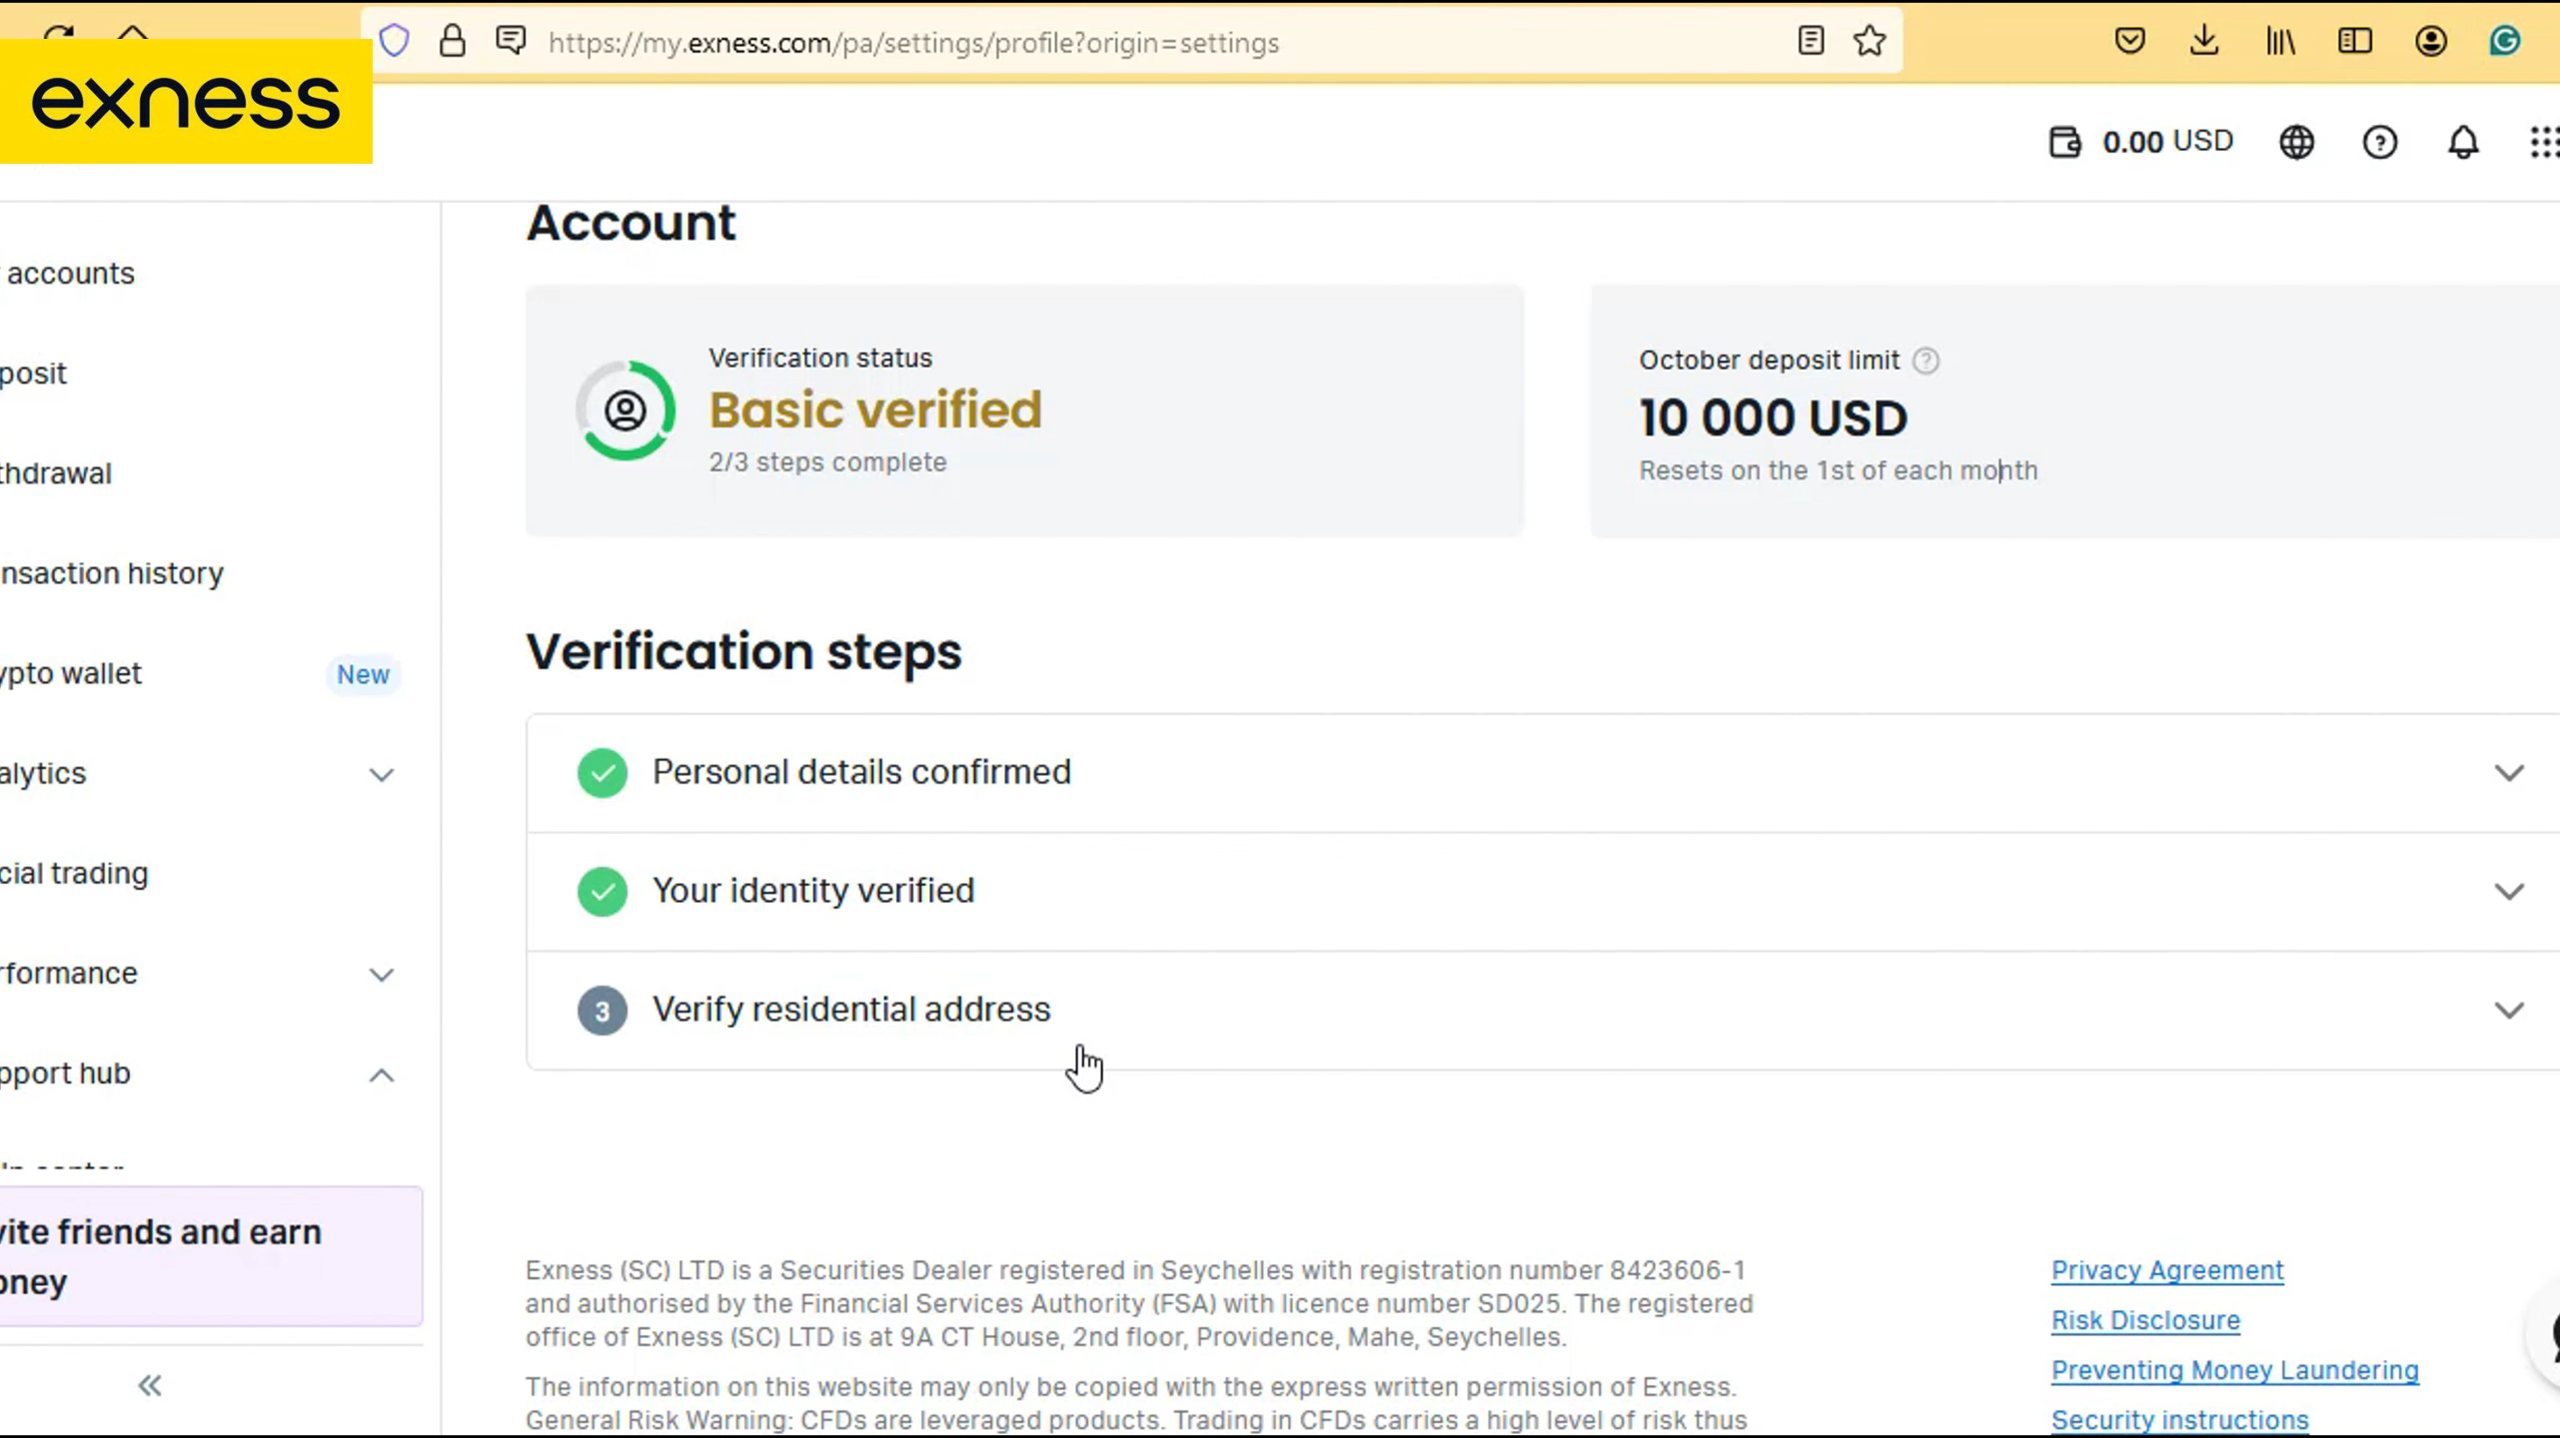 https://my.exness.com/pa/settings/profile?origin=settings
exness
0.00 USD
accounts
posit
thdrawal
nsaction history
ypto wallet
New
alytics
cial trading
rformance
pport hub
vite friends and earn
oney
Account
Verification status
Basic verified
2/3 steps complete
October deposit limit
10 000 USD
Resets on the 1st of each month
Verification steps
Personal details confirmed
Your identity verified
3 Verify residential address
Exness (SC) LTD is a Securities Dealer registered in Seychelles with registration number 8423606-1
and authorised by the Financial Services Authority (FSA) with licence number SD025. The registered
office of Exness (SC) LTD is at 9A CT House, 2nd floor, Providence, Mahe, Seychelles.
The information on this website may only be copied with the express written permission of Exness.
General Risk Warning: CFDs are leveraged products. Trading in CFDs carries a high level of risk thus
Privacy Agreement
Risk Disclosure
Preventing Money Laundering
Security instructions